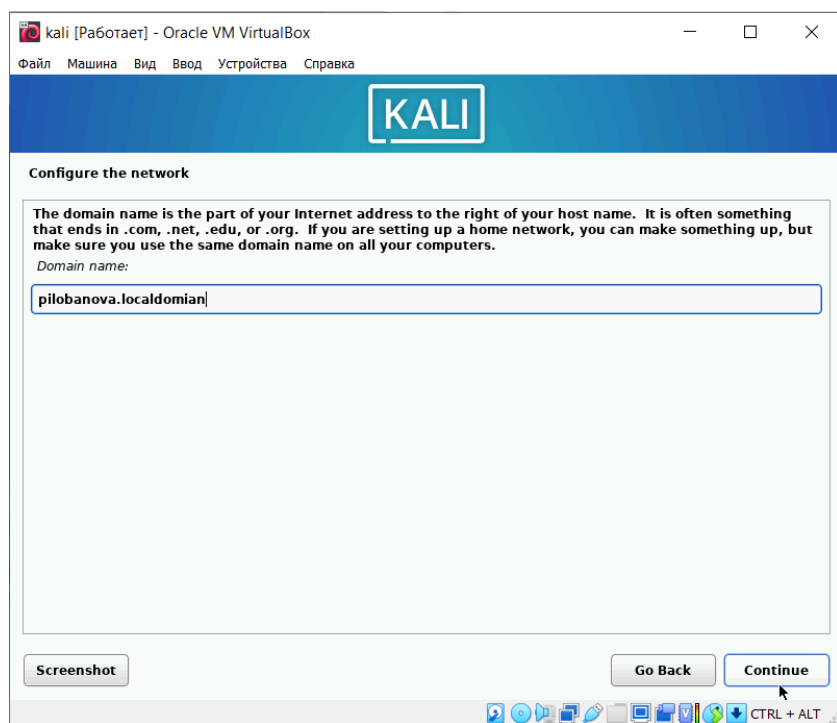 kali [Работает] - Oracle VM VirtualBox
Файл Машина Вид Ввод Устройства Справка
KALI
Configure the network
The domain name is the part of your Internet address to the right of your host name. It is often something
that ends in .com, .net, .edu, or .org. If you are setting up a home network, you can make something up, but
make sure you use the same domain name on all your computers.
Domain name:
pilobanova.localdomian
Screenshot Go Back Continue
CTRL + ALT